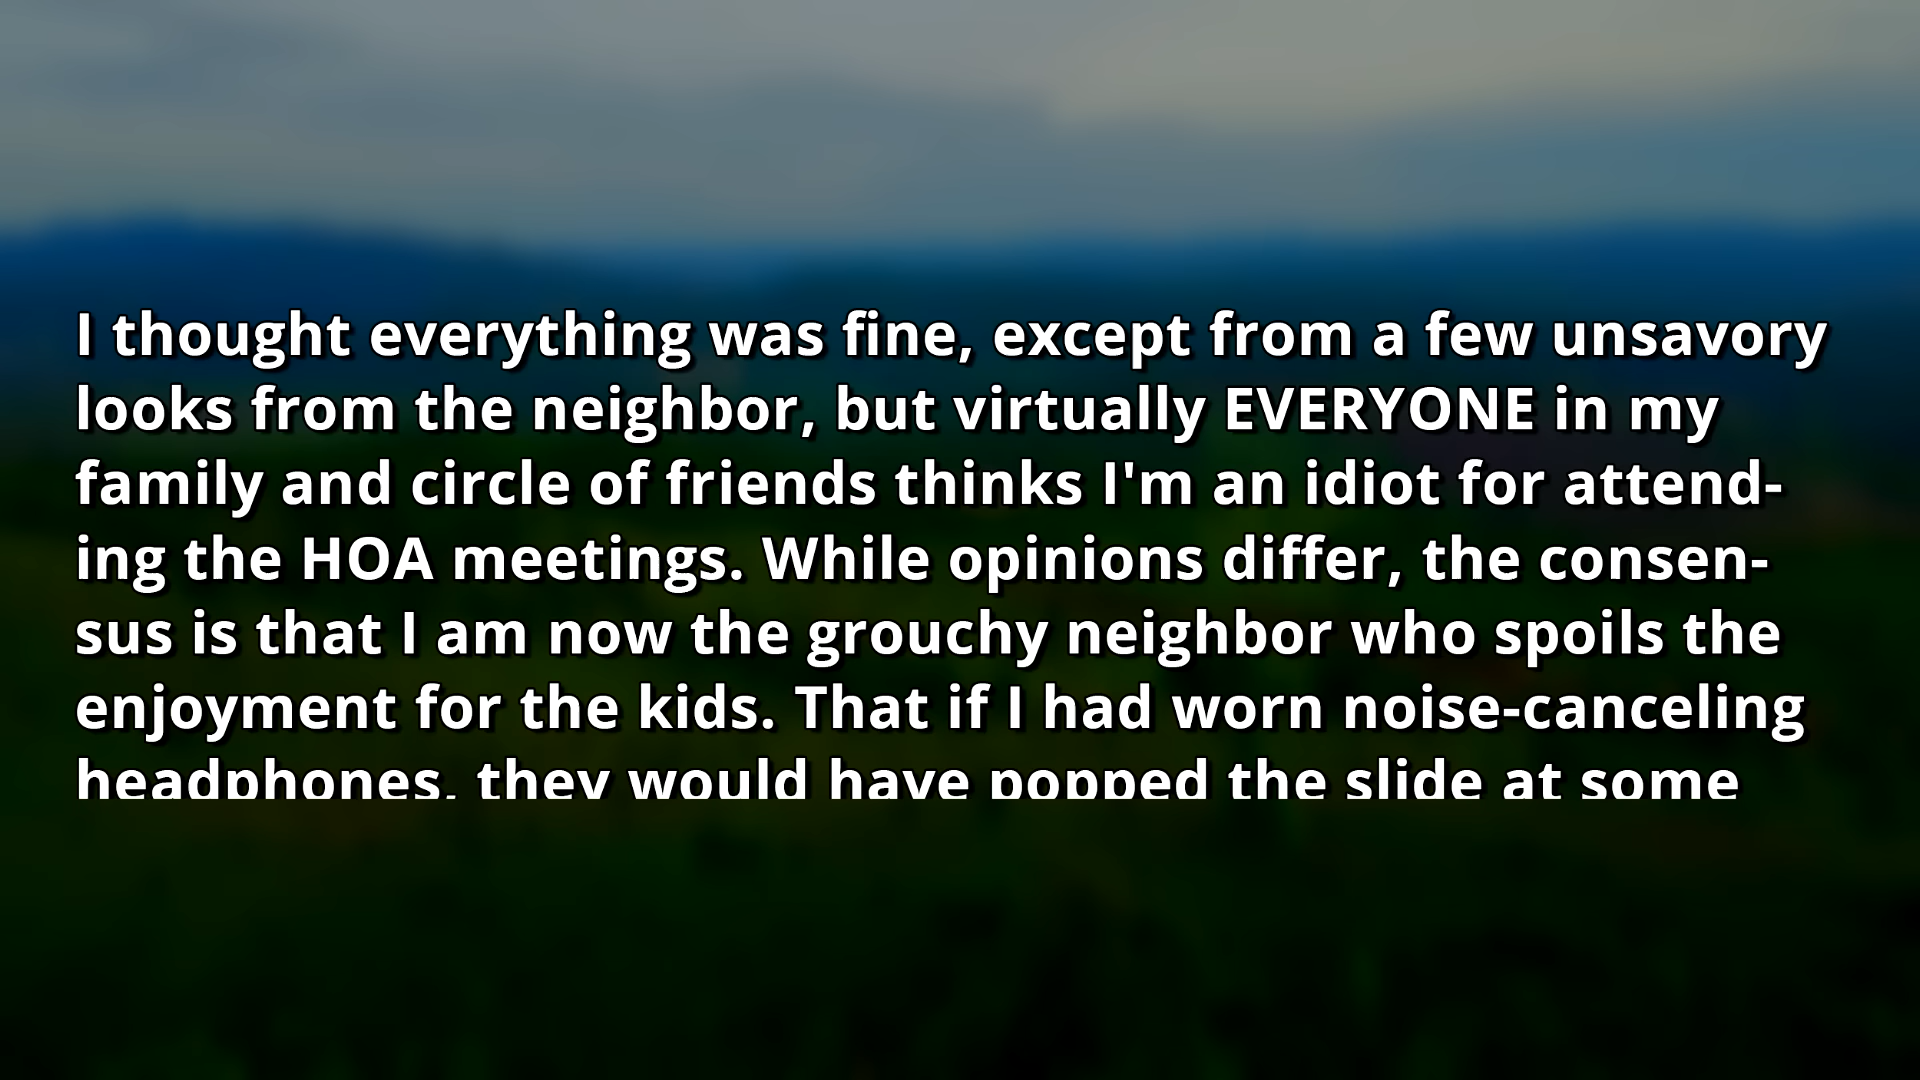 I thought everything was fine, except from a few unsavory
looks from the neighbor, but virtually EVERYONE in my
family and circle of friends thinks I'm an idiot for attend-
ing the HOA meetings. While opinions differ, the consen-
sus is that I am now the grouchy neighbor who spoils the
enjoyment for the kids. That if I had worn noise-canceling
headphones, they would have popped the slide at some